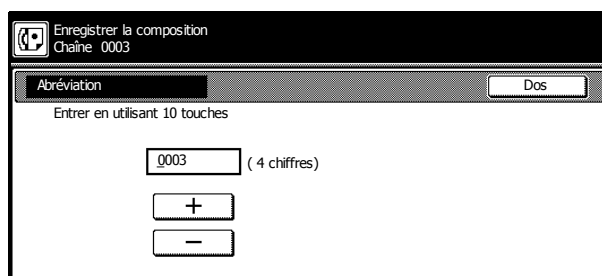 Enregistrer la composition
Chaîne 0003
Abréviation
Dos
Entrer en utilisant 10 touches
0003 ( 4 chiffres)
+
−